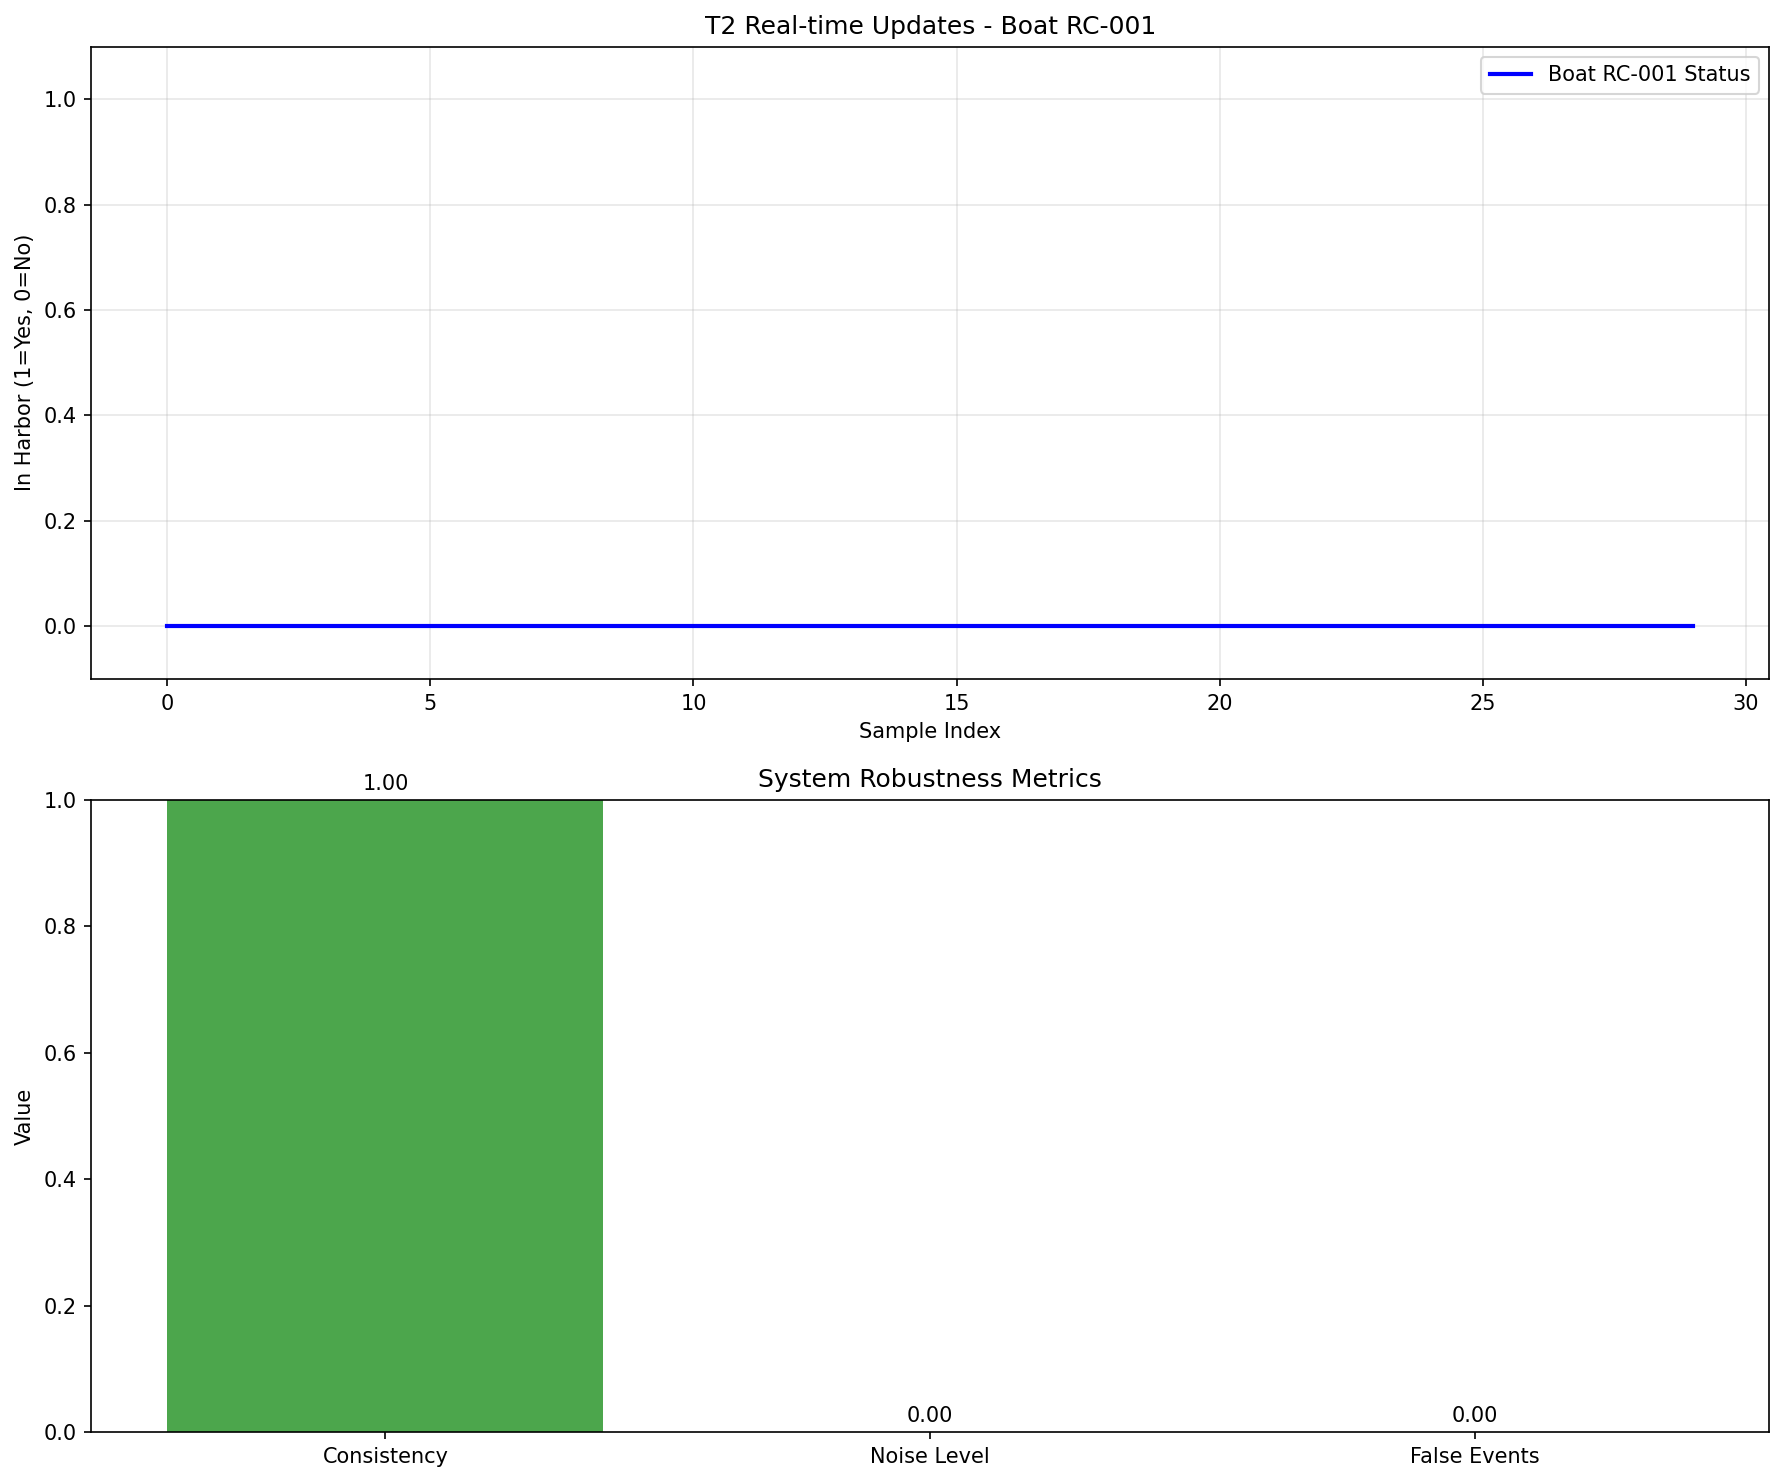 T2 Real-time Updates - Boat RC-001
Boat RC-001 Status
In Harbor (1=Yes, 0=No)
1.0
0.8
0.6
0.4
0.2
0.0
0 5 10 15 20 25 30
Sample Index
System Robustness Metrics
1.00
Value
1.0
0.8
0.6
0.4
0.2
0.0
0.00
0.00
Consistency Noise Level False Events